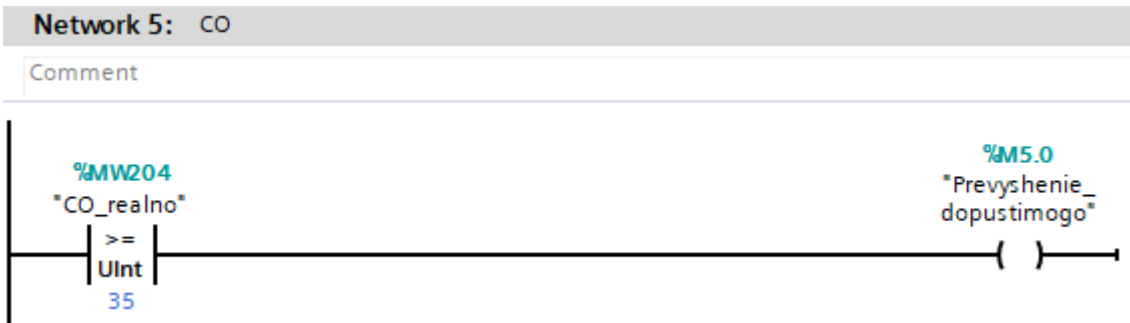 Network 5: CO
Comment
%MW204
"CO_realno"
>=
UInt
35
%M5.0
"Prevyshenie_
dopustimogo"